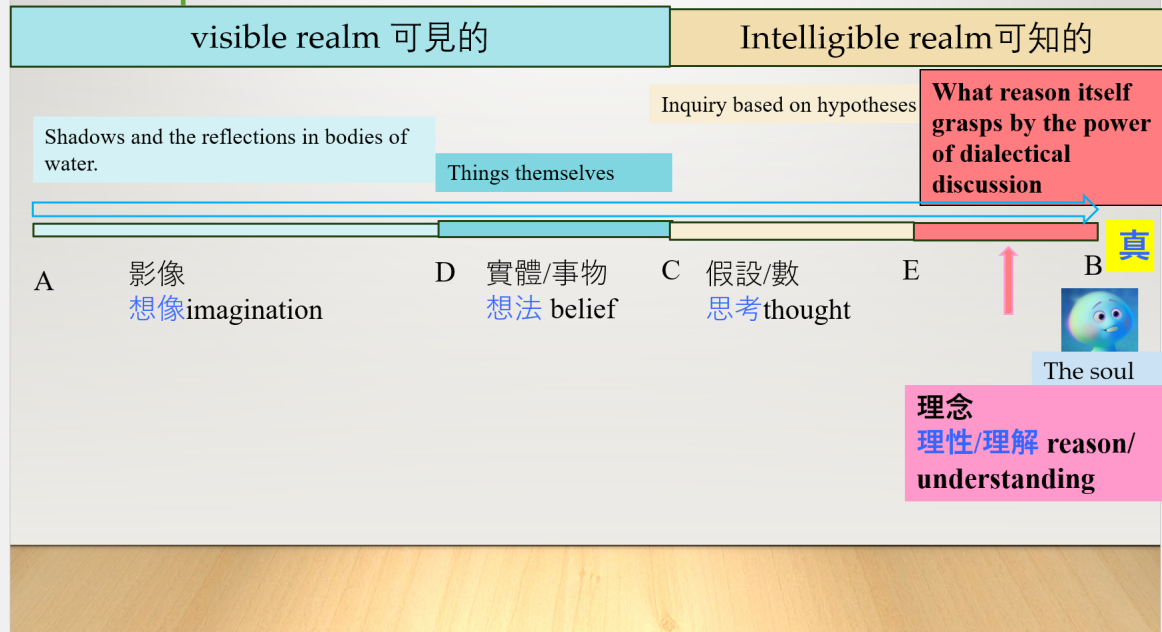 visible realm 可見的
Intelligible realm可知的
Shadows and the reflections in bodies of
water.
Things themselves
Inquiry based on hypotheses
What reason itself
grasps by the power
of dialectical
discussion
真
A
影像
想像imagination
D
實體/事物
想法 belief
C
假設/數
思考thought
E
B
The soul
理念
理性/理解 reason/
understanding